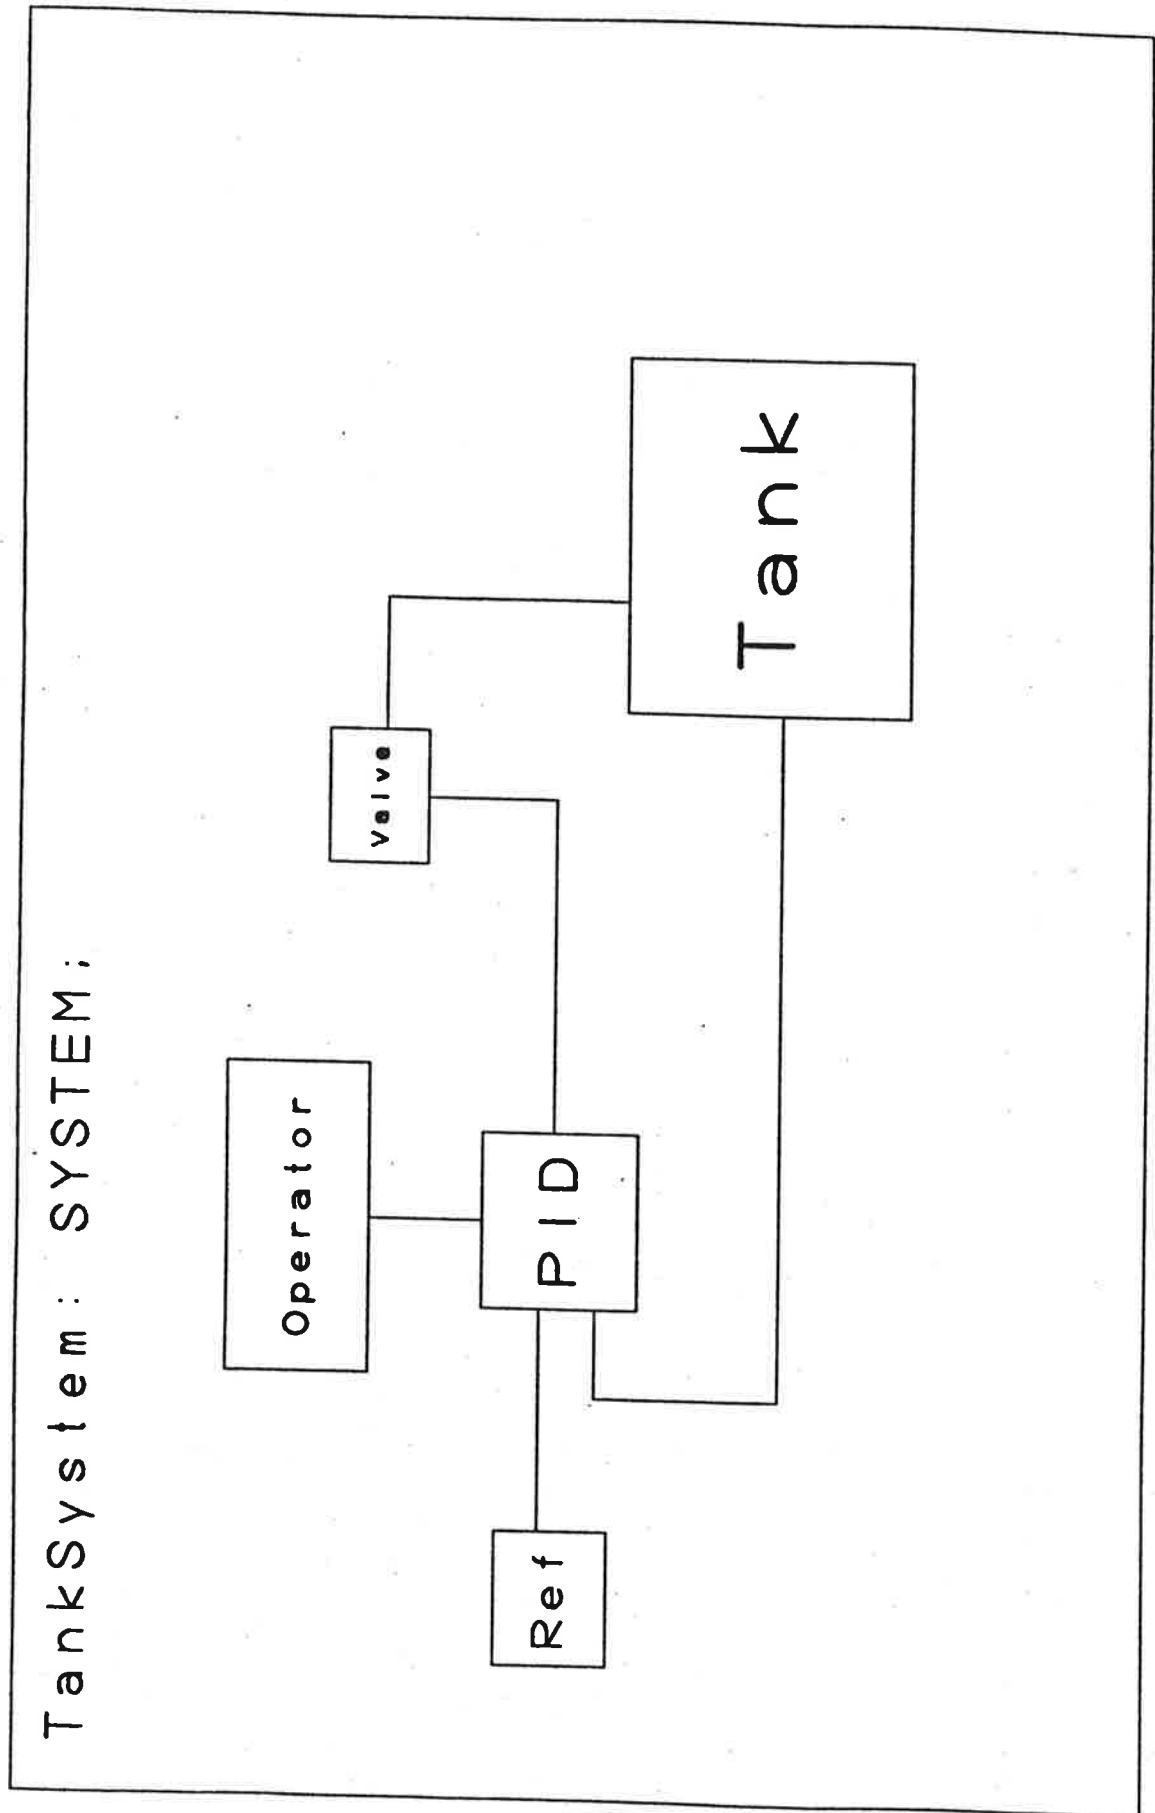 TankSystem: SYSTEM;
Operator
Valve
Ref
PID
Tank